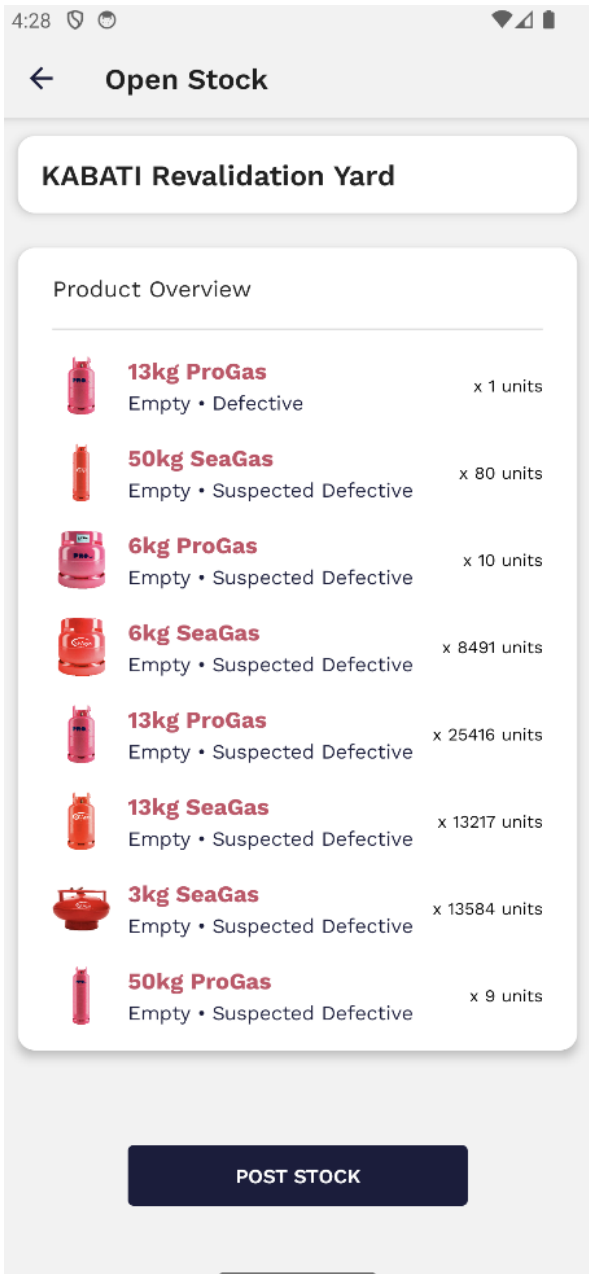 4:28
Open Stock
KABATI Revalidation Yard
Product Overview
13kg ProGas
Empty • Defective
x 1 units
50kg SeaGas
Empty • Suspected Defective
x 80 units
6kg ProGas
Empty • Suspected Defective
x 10 units
6kg SeaGas
Empty • Suspected Defective
x 8491 units
13kg ProGas
Empty • Suspected Defective
x 25416 units
13kg SeaGas
Empty • Suspected Defective
x 13217 units
3kg SeaGas
Empty • Suspected Defective
x 13584 units
50kg ProGas
Empty • Suspected Defective
x 9 units
POST STOCK